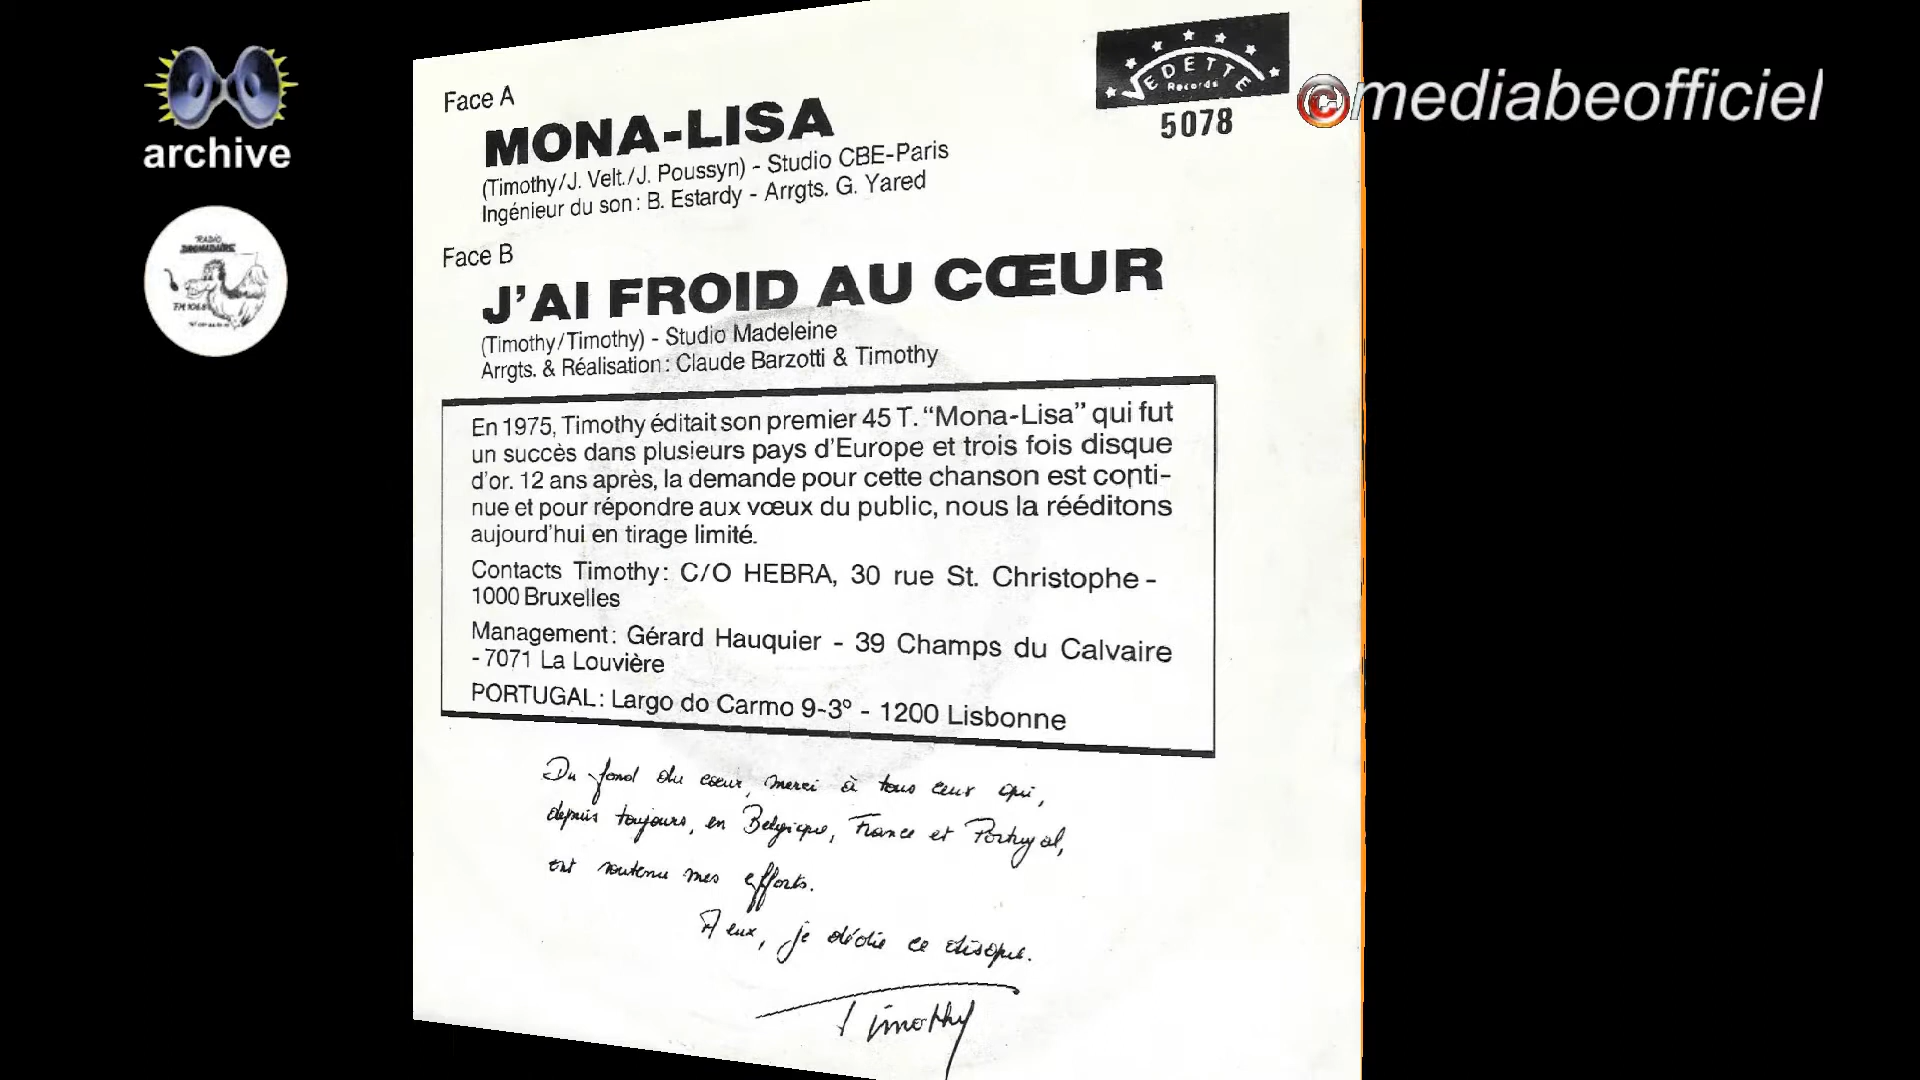 archive
RADIO
DROMADAIRE
VEDETTE
Records
5078
©mediabeofficiel
Face A
MONA-LISA
(Timothy/J. Velt./J. Poussyn) - Studio CBE-Paris
Ingénieur du son : B. Estardy - Arrgts. G. Yared
Face B
J'AI FROID AU CŒUR
(Timothy/Timothy) - Studio Madeleine
Arrgts. & Réalisation : Claude Barzotti & Timothy
En 1975, Timothy éditait son premier 45 T. “Mona-Lisa” qui fut
un succès dans plusieurs pays d'Europe et trois fois disque
d'or. 12 ans après, la demande pour cette chanson est conti-
nue et pour répondre aux vœux du public, nous la rééditons
aujourd'hui en tirage limité.
Contacts Timothy : C/O HEBRA, 30 rue St. Christophe -
1000 Bruxelles
Management : Gérard Hauquier - 39 Champs du Calvaire
- 7071 La Louvière
PORTUGAL : Largo do Carmo 9-3º - 1200 Lisbonne
Du fond du coeur, merci à tous ceux qui,
depuis toujours, en Belgique, France et Portugal,
ont soutenu mes efforts.
A eux, je dédie ce disque.
Timothy